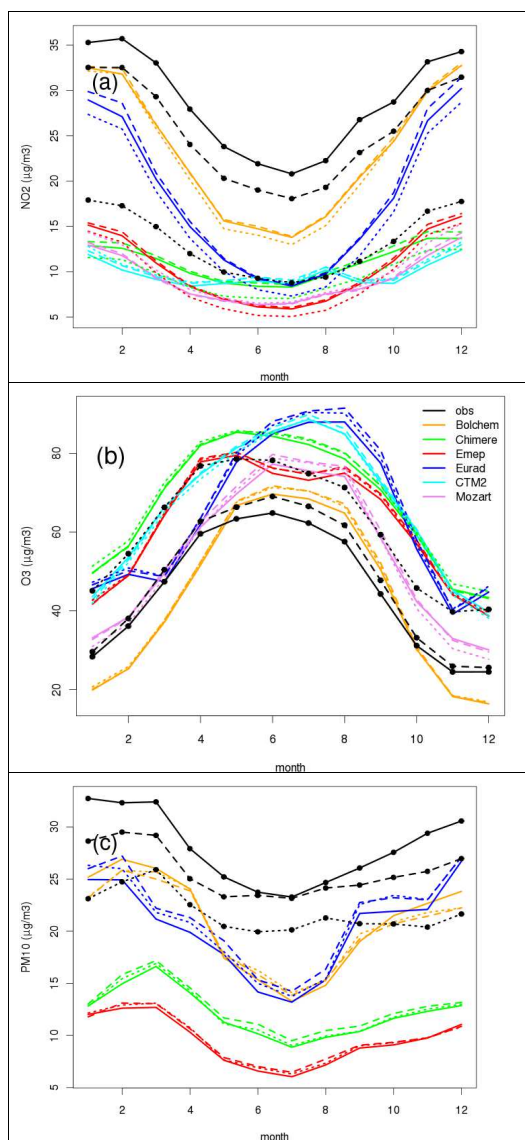 (a)
NO2 (µg/m3)
35
30
25
20
15
10
5
2 4 6 8 10 12
month
(b)
O3 (µg/m3)
80
60
40
20
obs
Bolchem
Chimere
Emep
Eurad
CTM2
Mozart
2 4 6 8 10 12
month
(c)
PM10 (µg/m3)
30
25
20
15
10
5
2 4 6 8 10 12
month